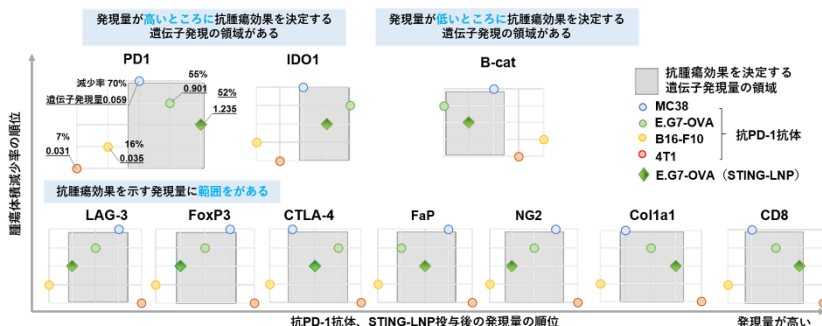 発現量が高いところに抗腫瘍効果を決定する
遺伝子発現の領域がある
発現量が低いところに抗腫瘍効果を決定する
遺伝子発現の領域がある
PD1
IDO1
B-cat
減少率 70%
55%
遺伝子発現量0.059
0.901
52%
1.235
7%
0.031
16%
0.035
抗腫瘍効果を決定する
遺伝子発現量の領域
MC38
E.G7-OVA
B16-F10
4T1
抗PD-1抗体
E.G7-OVA（STING-LNP）
腫瘍体積減少率の順位
抗腫瘍効果を示す発現量に範囲をがある
LAG-3
FoxP3
CTLA-4
FaP
NG2
Col1a1
CD8
抗PD-1抗体、STING-LNP投与後の発現量の順位
発現量が高い